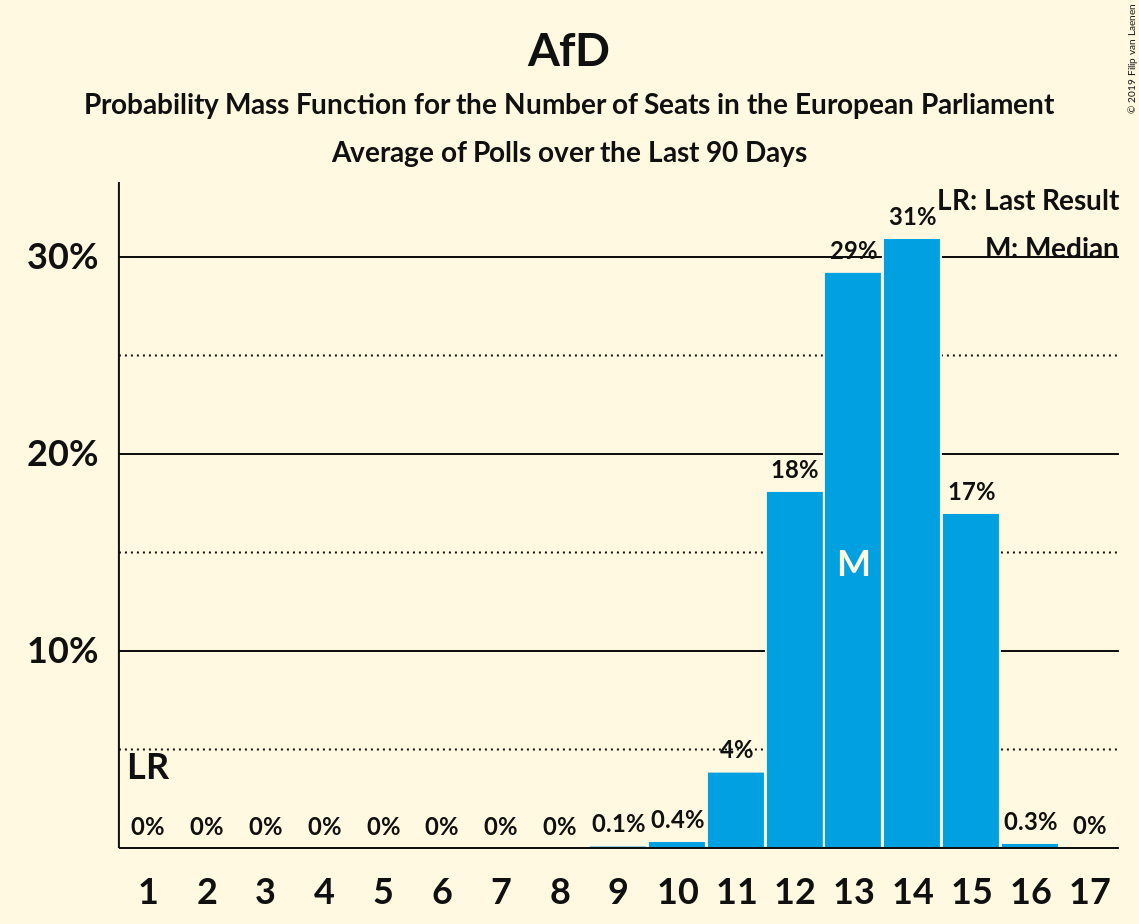 AfD
Probability Mass Function for the Number of Seats in the European Parliament
Average of Polls over the Last 90 Days
© 2019 Filip van Laenen
LR: Last Result
M: Median
30%
20%
10%
LR
M
0% 0% 0% 0% 0% 0% 0% 0% 0.1% 0.4% 4% 18% 29% 31% 17% 0.3% 0%
1 2 3 4 5 6 7 8 9 10 11 12 13 14 15 16 17